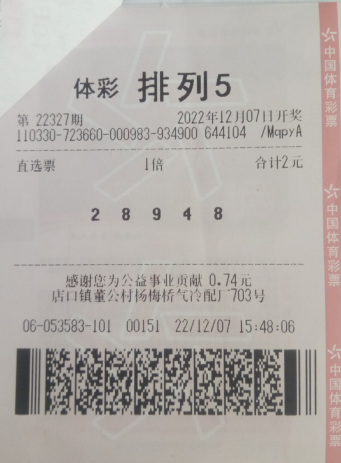 体彩 排列5
第 22327期 2022年12月07日开奖
110330-723660-000983-934900 644104 /MqpyA
直选票 1倍 合计2元
2 8 9 4 8
感谢您为公益事业贡献 0.74元
店口镇董公村杨梅桥气冷配厂703号
06-053583-101 00151 22/12/07 15:48:06
中国体育彩票
中国体育彩票
中国体育彩票